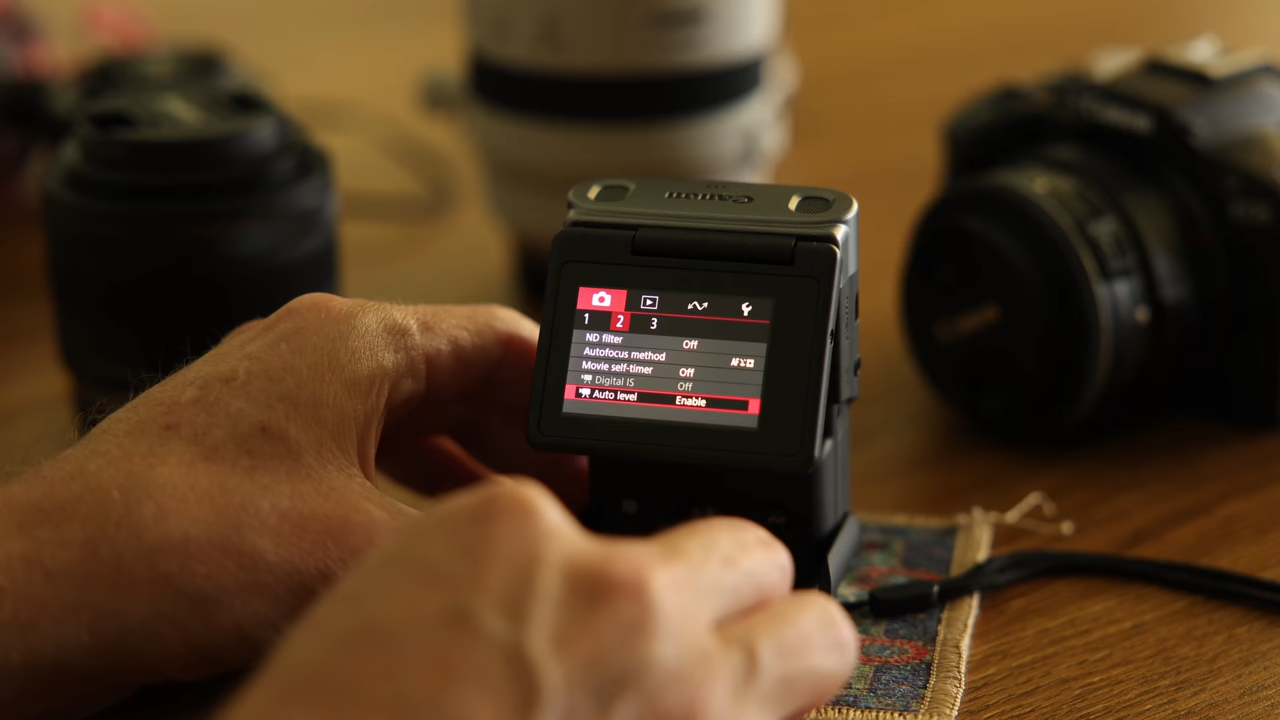 Canon
1 2 3
ND filter Off
Autofocus method AF
Movie self-timer Off
Digital IS Off
Auto level Enable